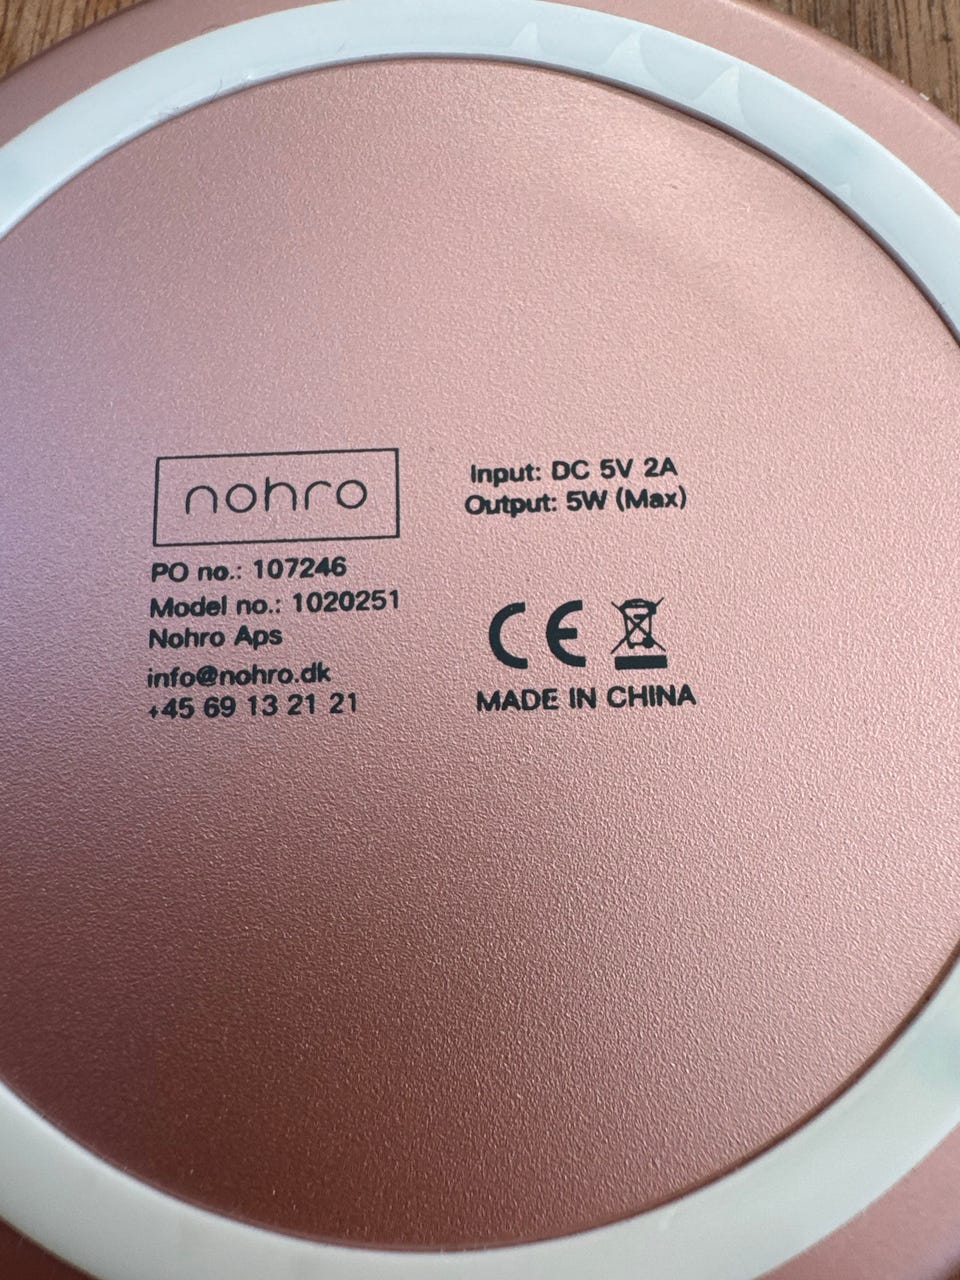 nohro
PO no.: 107246
Model no.: 1020251
Nohro Aps
info@nohro.dk
+45 69 13 21 21
Input: DC 5V 2A
Output: 5W (Max)
CE
MADE IN CHINA